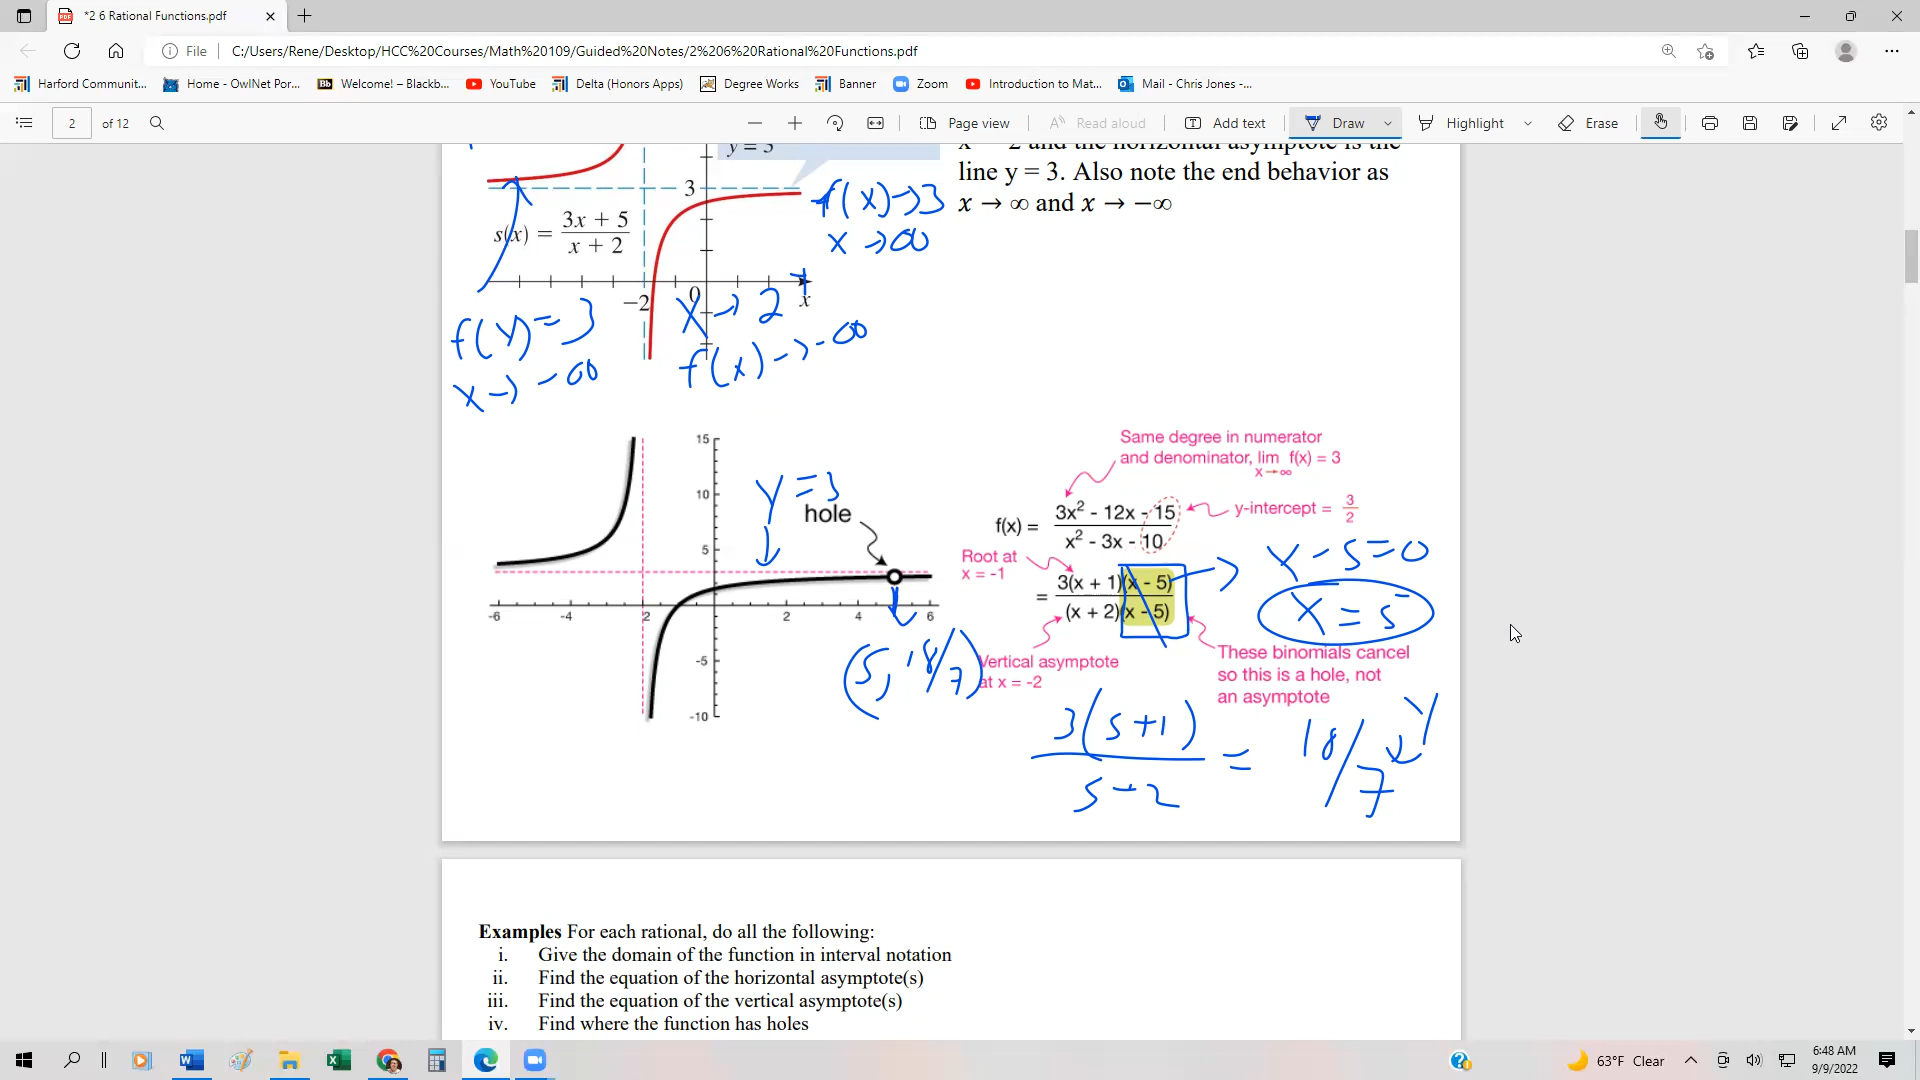 *2 6 Rational Functions.pdf
File C:/Users/Rene/Desktop/HCC%20Courses/Math%20109/Guided%20Notes/2%206%20Rational%20Functions.pdf
Harford Communit... Home - OwlNet Por... Welcome! – Blackb... YouTube Delta (Honors Apps) Degree Works Banner Zoom Introduction to Mat... Mail - Chris Jones -...
2 of 12 Page view Read aloud Add text Draw Highlight Erase
y = 3
line y = 3. Also note the end behavior as
x → ∞ and x → −∞
3
f(x)→3
x→∞
s(x) = (3x + 5)/(x + 2)
−2 0 x
f(x)=3
x→ -∞
x→2+
f(x)→-∞
15
10
5
-5
-10
-6 -4 2 2 4 6
y=3
hole
(5, 18/7)
Same degree in numerator
and denominator, lim x→∞ f(x) = 3
f(x) = (3x² - 12x - 15)/(x² - 3x - 10)
y-intercept = 3/2
Root at
x = -1
= 3(x + 1)(x - 5)/(x + 2)(x - 5)
x-5=0
x=5
Vertical asymptote
at x = -2
These binomials cancel
so this is a hole, not
an asymptote
3(5+1)/5+2 = 18/7
y
Examples For each rational, do all the following:
i. Give the domain of the function in interval notation
ii. Find the equation of the horizontal asymptote(s)
iii. Find the equation of the vertical asymptote(s)
iv. Find where the function has holes
63°F Clear
6:48 AM
9/9/2022